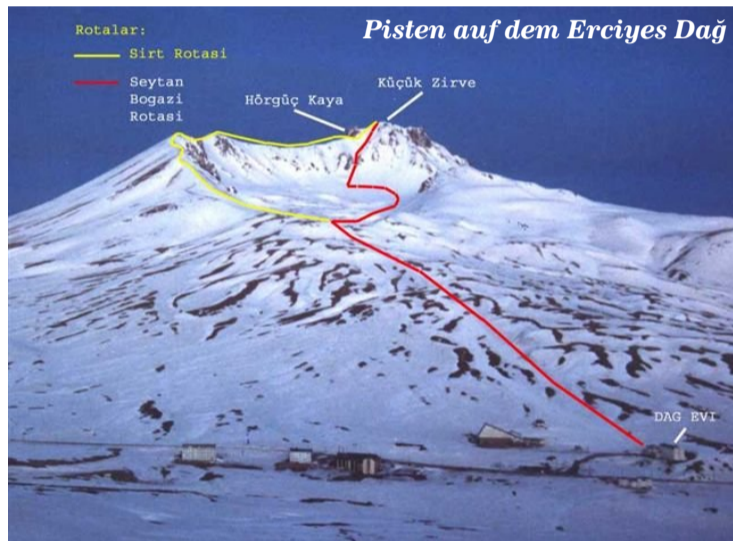 Pisten auf dem Erciyes Dağ
Rotalar:
Sirt Rotasi
Seytan
Bogazi
Rotasi
Hörgüç Kaya
Küçük Zirve
DAG EVI